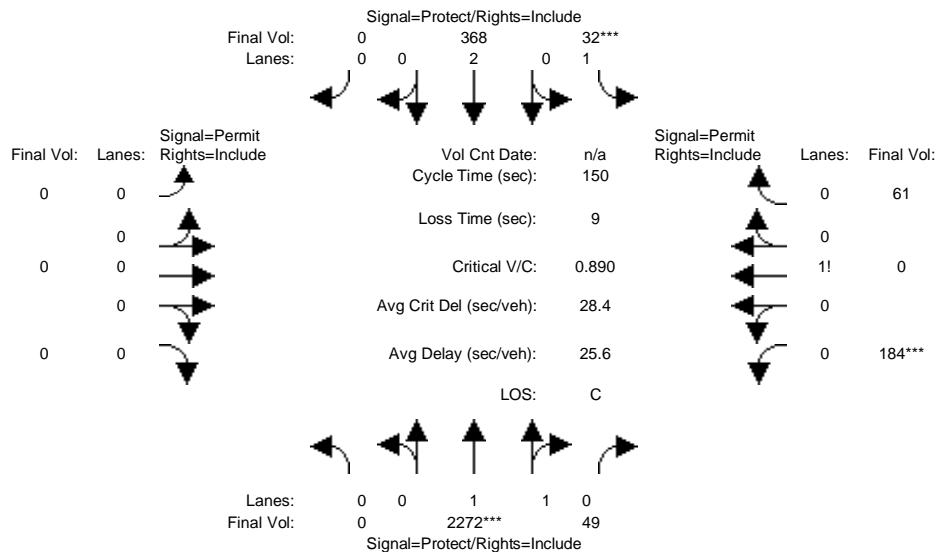 Signal=Protect/Rights=Include
Final Vol: 0 368 32***
Lanes: 0 0 2 0 1
Signal=Permit
Final Vol: Lanes: Rights=Include
Vol Cnt Date: n/a
Signal=Permit
Rights=Include Lanes: Final Vol:
Cycle Time (sec): 150
0 0
0 61
Loss Time (sec): 9
0
0
0 0
Critical V/C: 0.890
1! 0
0
Avg Crit Del (sec/veh): 28.4
0
0 0
Avg Delay (sec/veh): 25.6
0 184***
LOS: C
Lanes: 0 0 1 1 0
Final Vol: 0 2272*** 49
Signal=Protect/Rights=Include